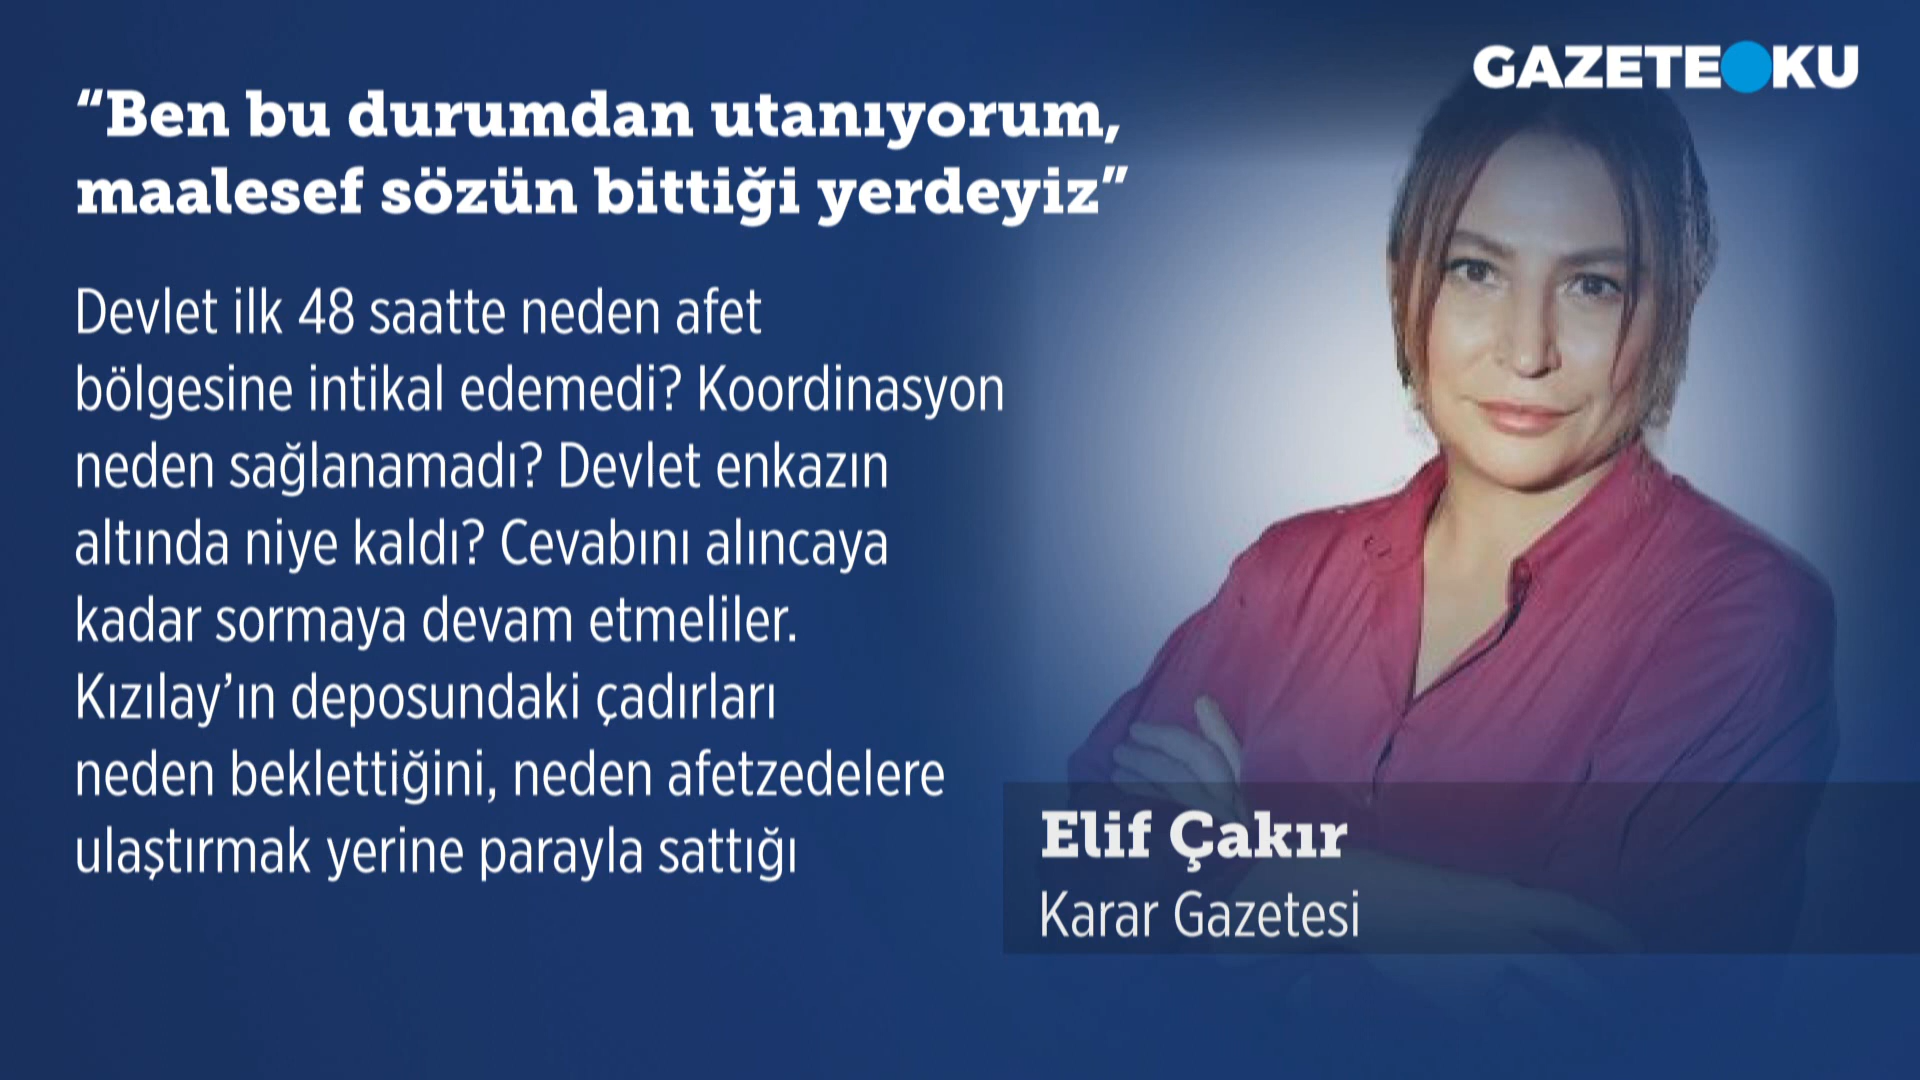 GAZETE OKU
“Ben bu durumdan utanıyorum,
maalesef sözün bittiği yerdeyiz”
Devlet ilk 48 saatte neden afet
bölgesine intikal edemedi? Koordinasyon
neden sağlanamadı? Devlet enkazın
altında niye kaldı? Cevabını alıncaya
kadar sormaya devam etmeliler.
Kızılay’ın deposundaki çadırları
neden beklettiğini, neden afetzedelere
ulaştırmak yerine parayla sattığı
Elif Çakır
Karar Gazetesi